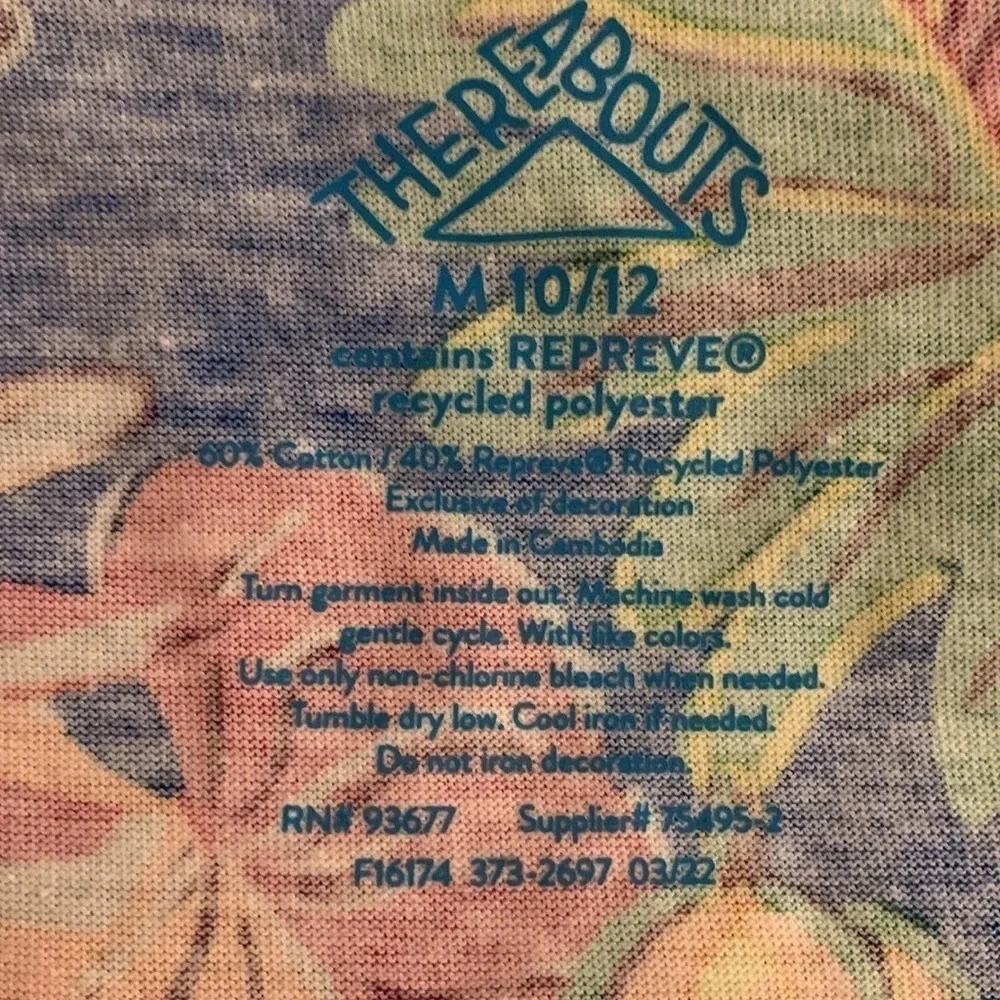 THEREABOUTS
M 10/12
contains REPREVE®
recycled polyester
60% Cotton / 40% Repreve® Recycled Polyester
Exclusive of decoration
Made in Cambodia
Turn garment inside out. Machine wash cold
gentle cycle. With like colors.
Use only non-chlorine bleach when needed.
Tumble dry low. Cool iron if needed.
Do not iron decoration.
RN# 93677 Supplier# 75495-2
F16174 373-2697 03/22